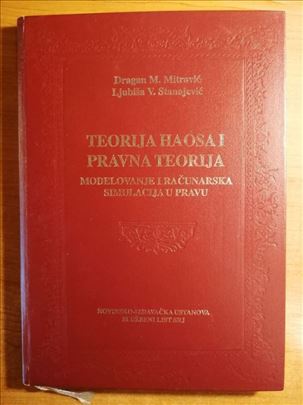 Dragan M. Mitrović
Ljubiša V. Stanojević
TEORIJA HAOSA I
PRAVNA TEORIJA
MODELOVANJE I RAČUNARSKA
SIMULACIJA U PRAVU
NOVINSKO-IZDAVAČKA USTANOVA
SLUŽBENI LIST SRJ